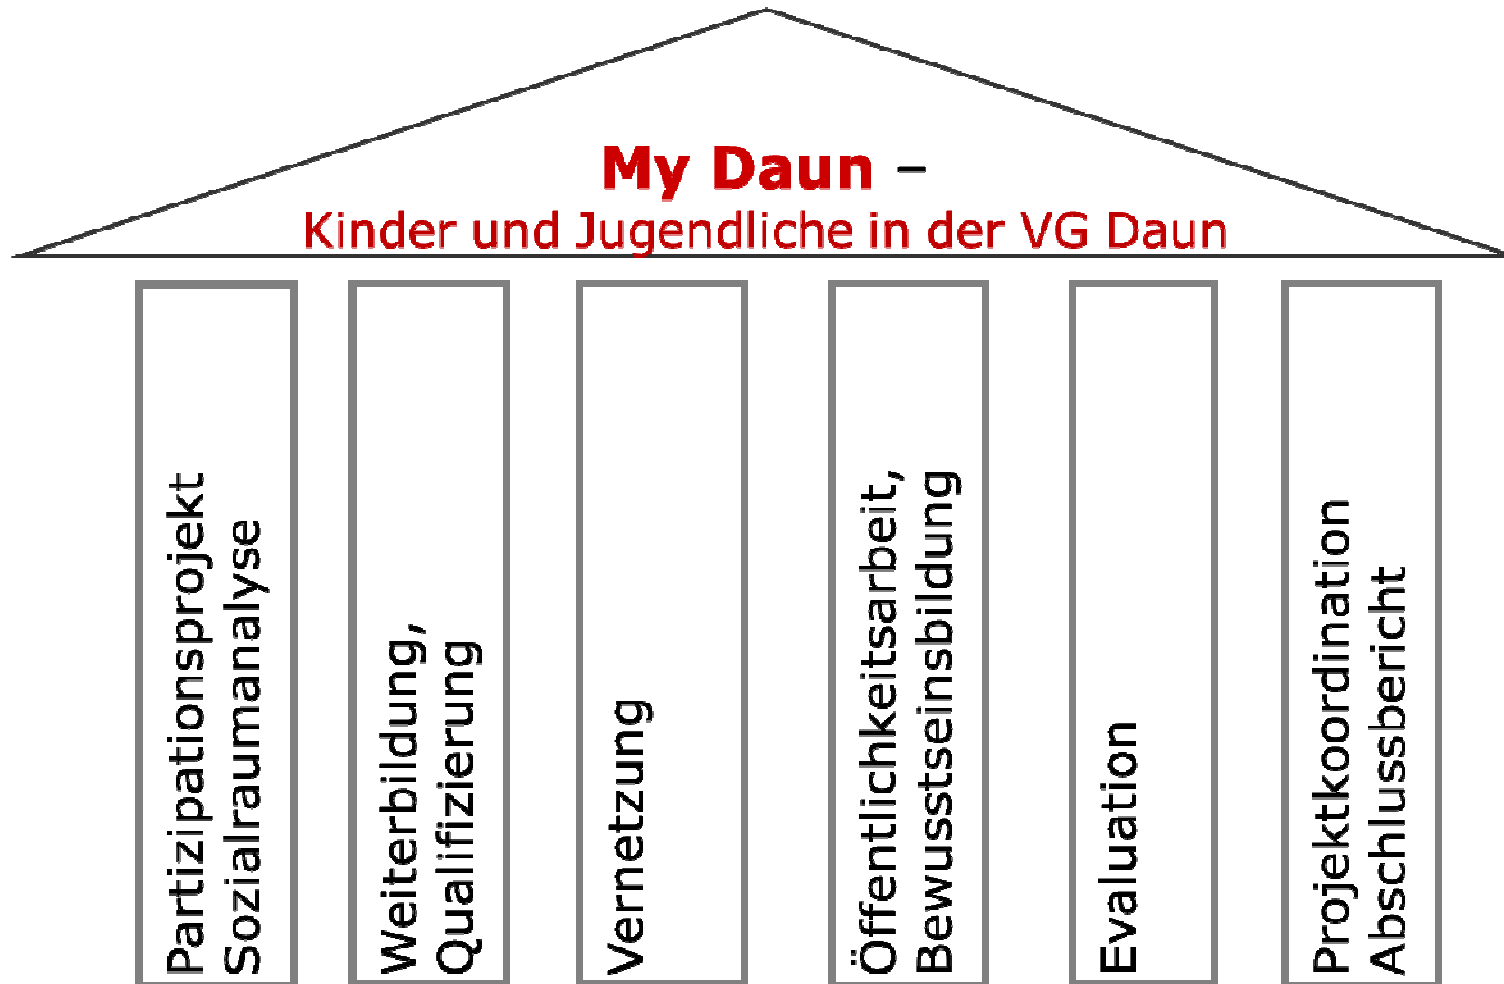 My Daun –
Kinder und Jugendliche in der VG Daun
Partizipationsprojekt
Sozialraumanalyse
Weiterbildung,
Qualifizierung
Vernetzung
Öffentlichkeitsarbeit,
Bewusstseinsbildung
Evaluation
Projektkoordination
Abschlussbericht